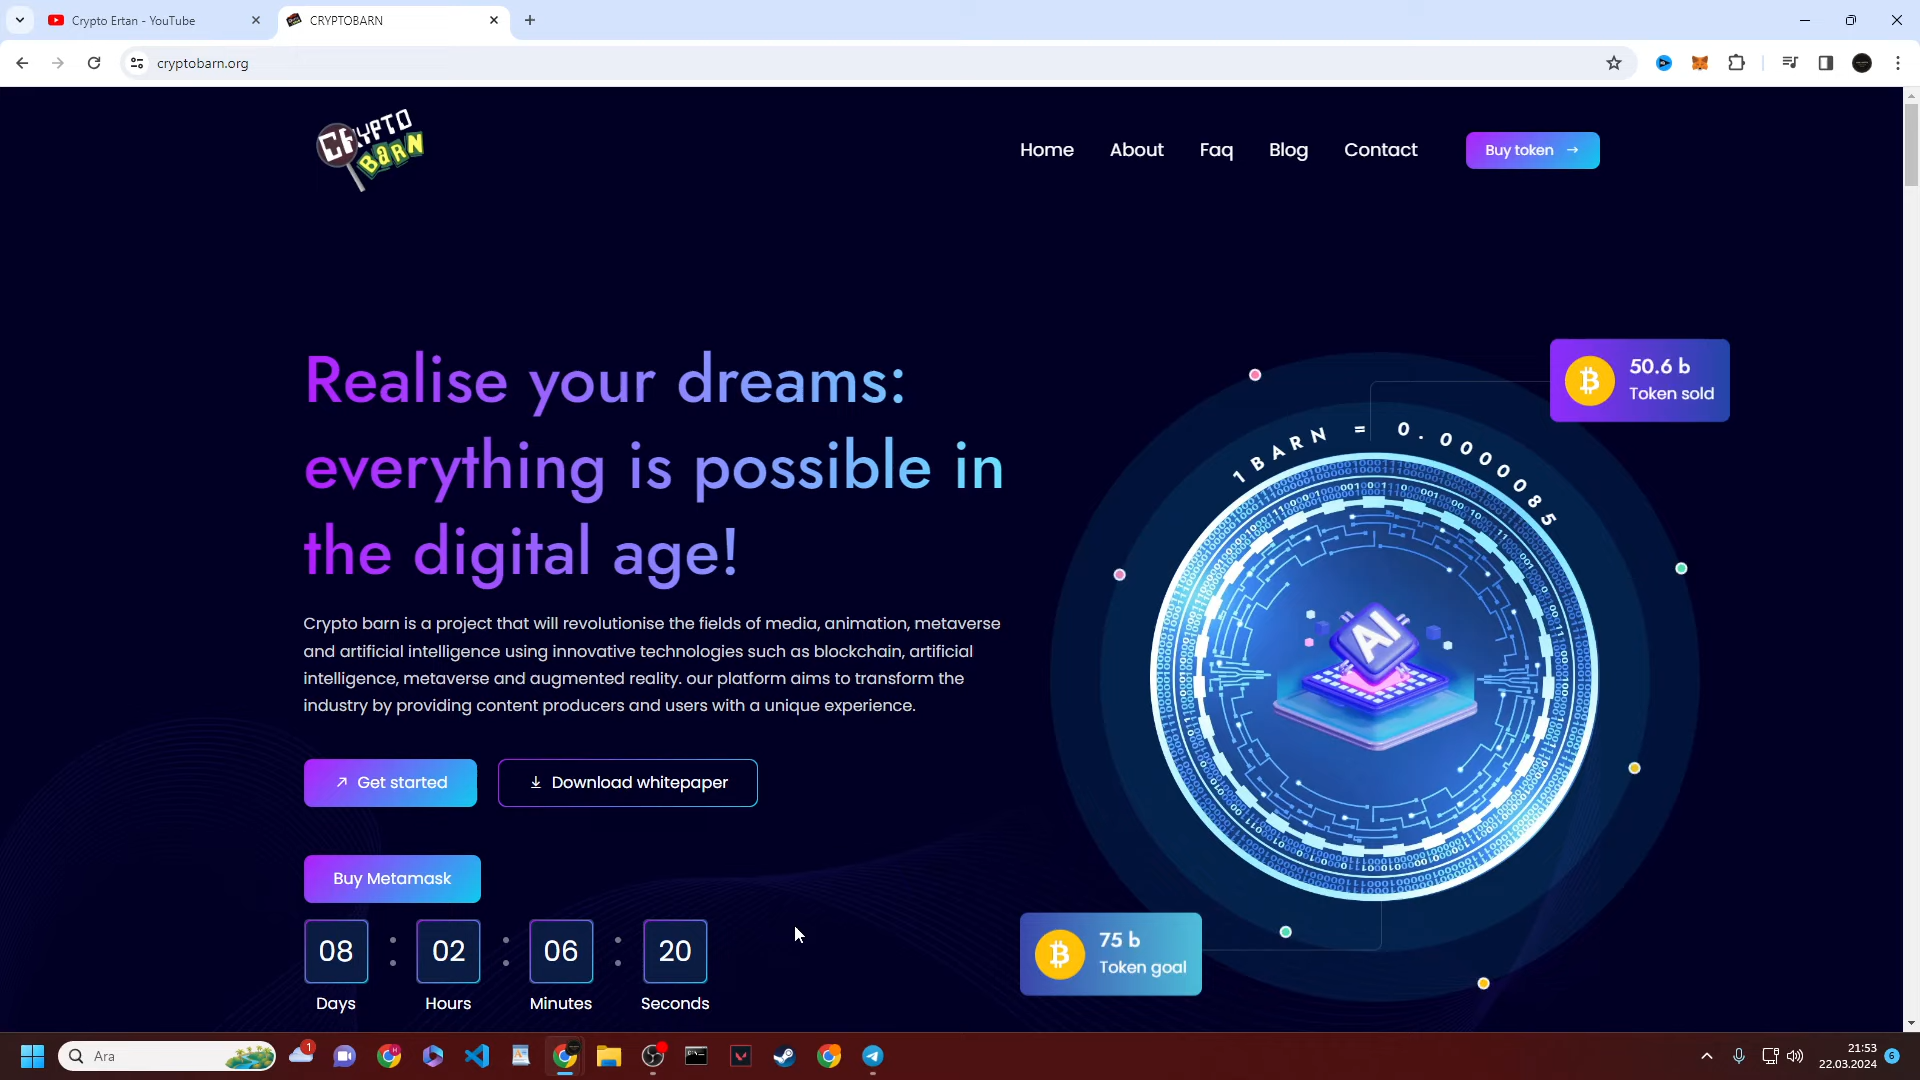 Crypto Ertan - YouTube
CRYPTOBARN
cryptobarn.org
CRYPTO
BARN
Home
About
Faq
Blog
Contact
Buy token
Realise your dreams:
everything is possible in
the digital age!
50.6 b
Token sold
1 BARN = 0.0000085
AI
Crypto barn is a project that will revolutionise the fields of media, animation, metaverse
and artificial intelligence using innovative technologies such as blockchain, artificial
intelligence, metaverse and augmented reality. our platform aims to transform the
industry by providing content producers and users with a unique experience.
Get started
Download whitepaper
Buy Metamask
08 : 02 : 06 : 20
Days Hours Minutes Seconds
75 b
Token goal
Ara
1
21:53
22.03.2024
6